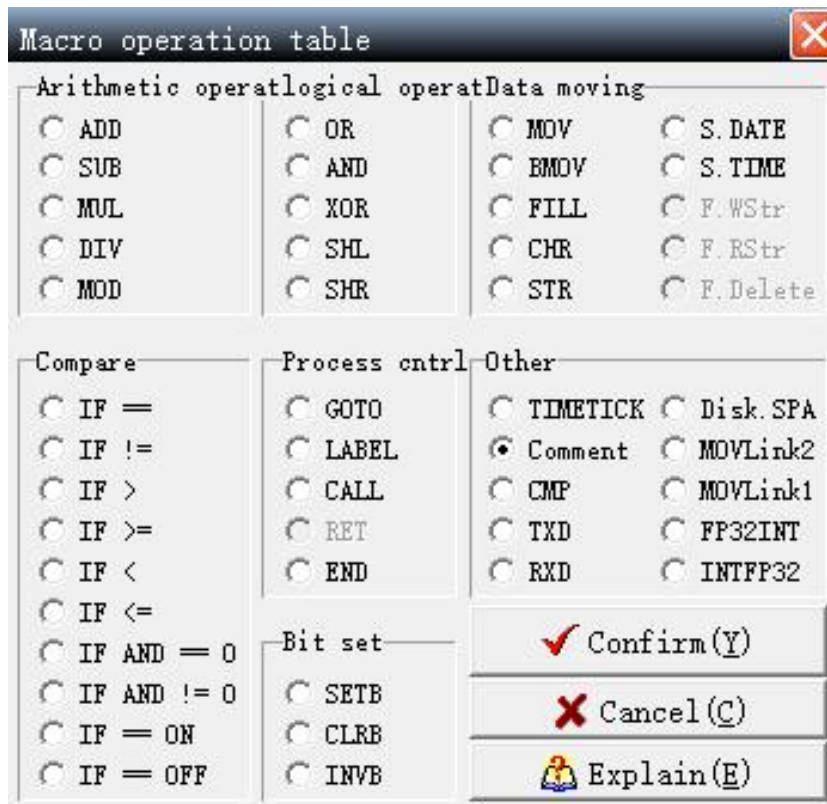 Macro operation table
Arithmetic operatlogical operatData moving
ADD
SUB
MUL
DIV
MOD
OR
AND
XOR
SHL
SHR
MOV
BMOV
FILL
CHR
STR
S.DATE
S.TIME
F.WStr
F.RStr
F.Delete
Compare
IF ==
IF !=
IF >
IF >=
IF <
IF <=
IF AND == 0
IF AND != 0
IF == ON
IF == OFF
Process cntrl
GOTO
LABEL
CALL
RET
END
Bit set
SETB
CLRB
INVB
Other
TIMETICK
Comment
CMP
TXD
RXD
Disk.SPA
MOVLink2
MOVLink1
FP32INT
INTFP32
Confirm(Y)
Cancel(C)
Explain(E)